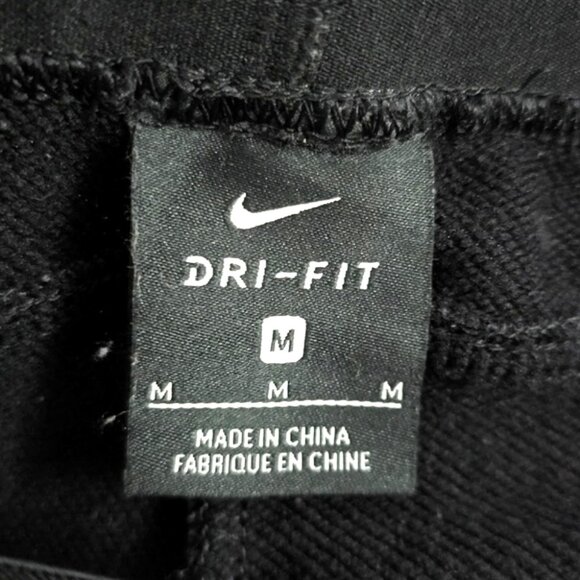 DRI-FIT
M
M M M
MADE IN CHINA
FABRIQUE EN CHINE